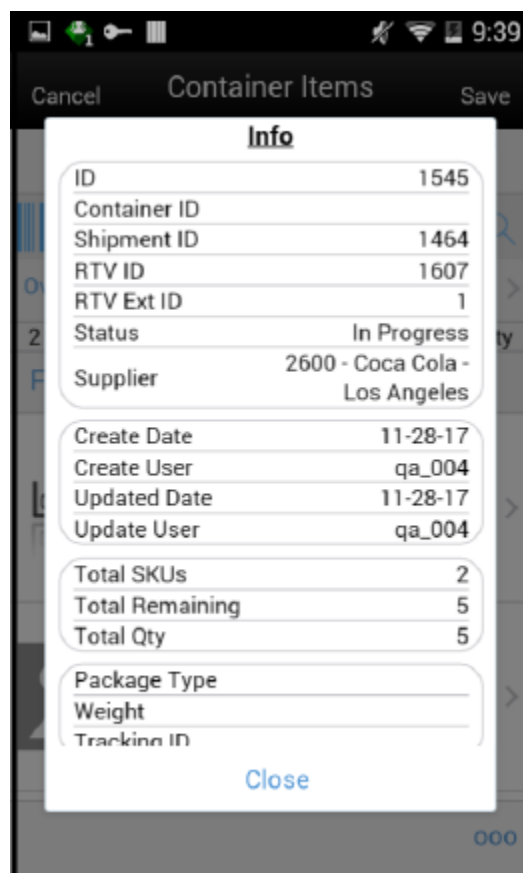 1
9:39
Cancel
Container Items
Save
Info
ID 1545
Container ID
Shipment ID 1464
RTV ID 1607
RTV Ext ID 1
Status In Progress
Supplier 2600 - Coca Cola -
Los Angeles
Create Date 11-28-17
Create User qa_004
Updated Date 11-28-17
Update User qa_004
Total SKUs 2
Total Remaining 5
Total Qty 5
Package Type
Weight
Tracking ID
Close